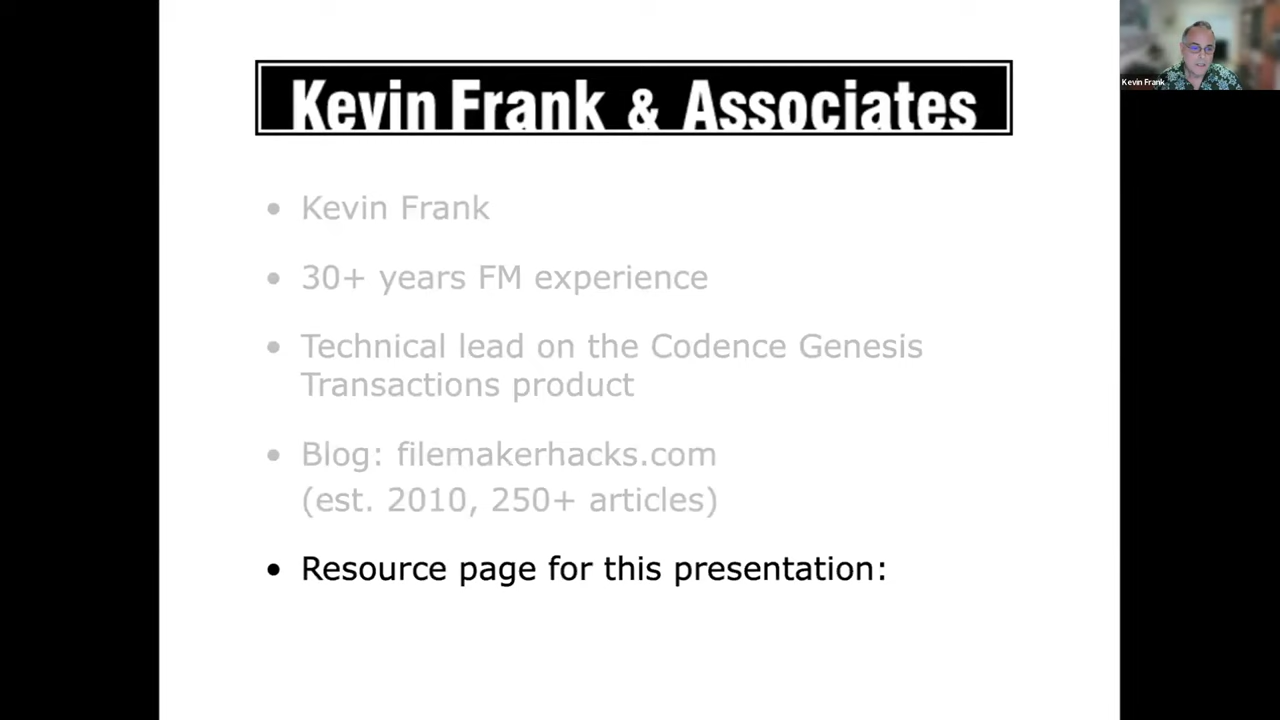 Kevin Frank & Associates
Kevin Frank
• Kevin Frank
• 30+ years FM experience
• Technical lead on the Codence Genesis
Transactions product
• Blog: filemakerhacks.com
(est. 2010, 250+ articles)
• Resource page for this presentation: